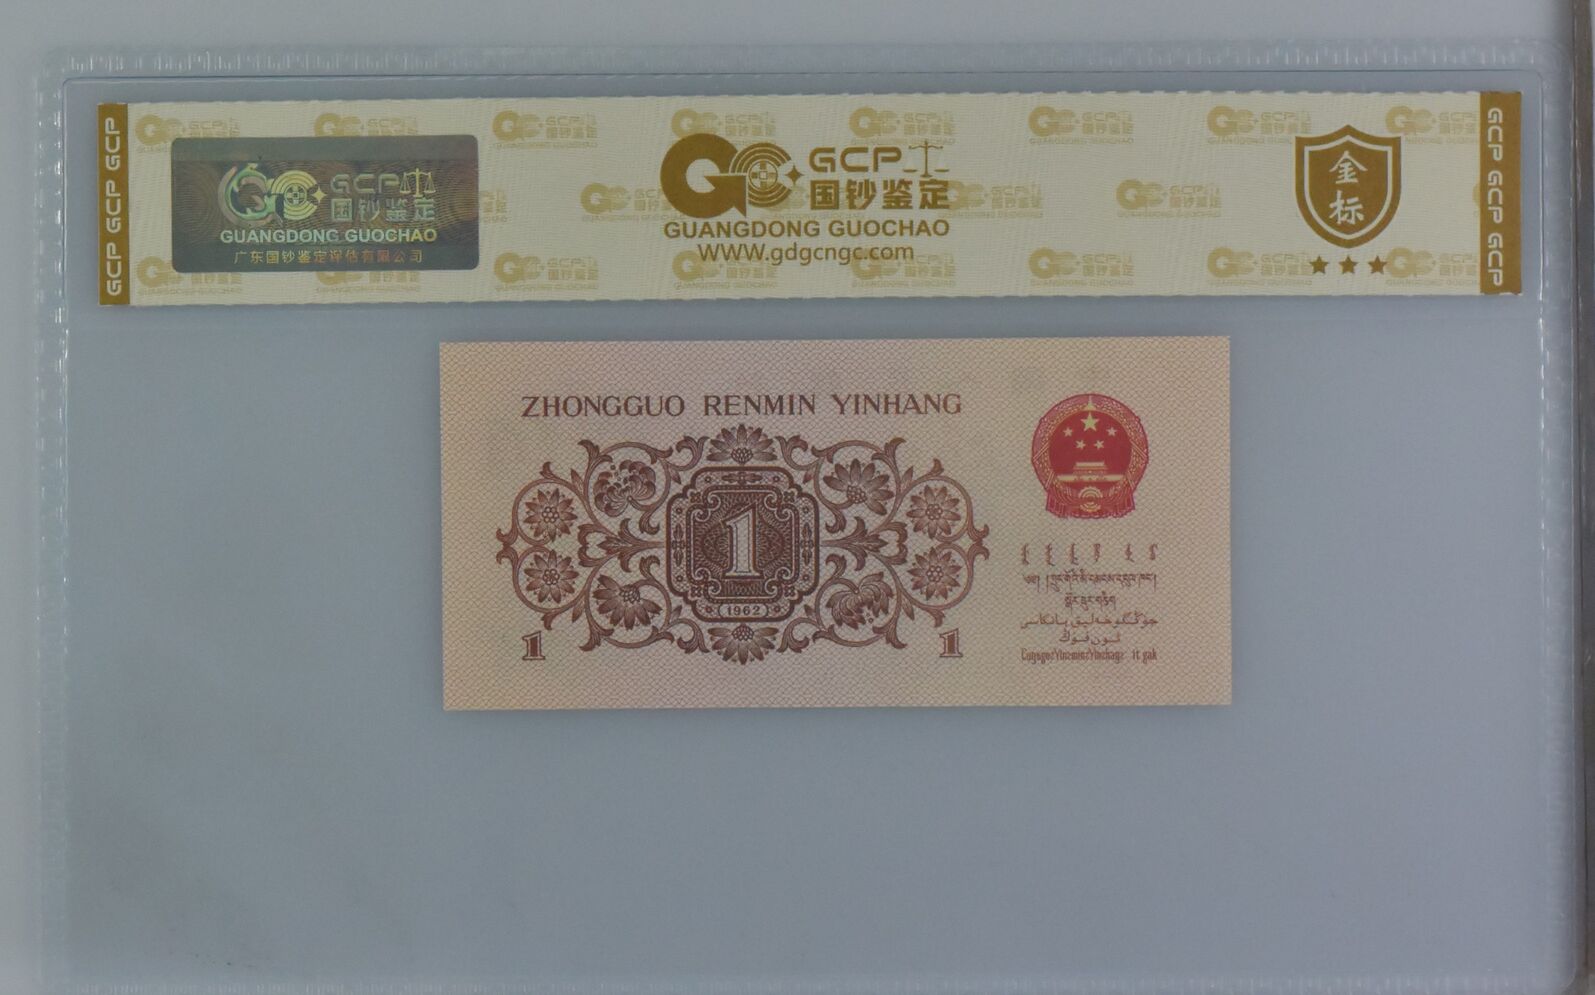 GCP GCP GCP
GCP
国钞鉴定
GUANGDONG GUOCHAO
广东国钞鉴定评估有限公司
GCP
国钞鉴定
GUANGDONG GUOCHAO
WWW.gdgcngc.com
金
标
GCP GCP GCP
ZHONGGUO RENMIN YINHANG
1
1962
1
1